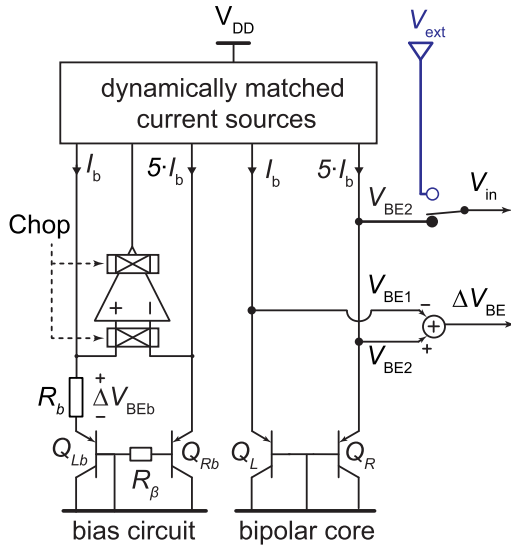 V_DD
V_ext
dynamically matched
current sources
I_b 5·I_b I_b 5·I_b
V_BE2 V_in
Chop
+ −
V_BE1 − ΔV_BE
+
V_BE2 +
R_b + ΔV_BEb −
Q_Lb R_β Q_Rb Q_L Q_R
bias circuit bipolar core